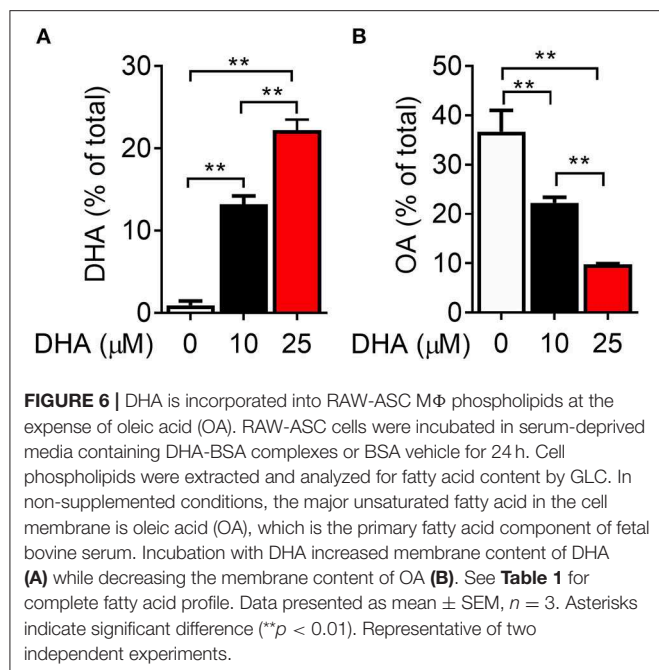 A
B
**
**
**
**
**
**
30
20
10
0
DHA (% of total)
50
40
30
20
10
0
OA (% of total)
DHA (μM) 0 10 25
DHA (μM) 0 10 25
FIGURE 6 | DHA is incorporated into RAW-ASC MΦ phospholipids at the
expense of oleic acid (OA). RAW-ASC cells were incubated in serum-deprived
media containing DHA-BSA complexes or BSA vehicle for 24 h. Cell
phospholipids were extracted and analyzed for fatty acid content by GLC. In
non-supplemented conditions, the major unsaturated fatty acid in the cell
membrane is oleic acid (OA), which is the primary fatty acid component of fetal
bovine serum. Incubation with DHA increased membrane content of DHA
(A) while decreasing the membrane content of OA (B). See Table 1 for
complete fatty acid profile. Data presented as mean ± SEM, n = 3. Asterisks
indicate significant difference (**p < 0.01). Representative of two
independent experiments.